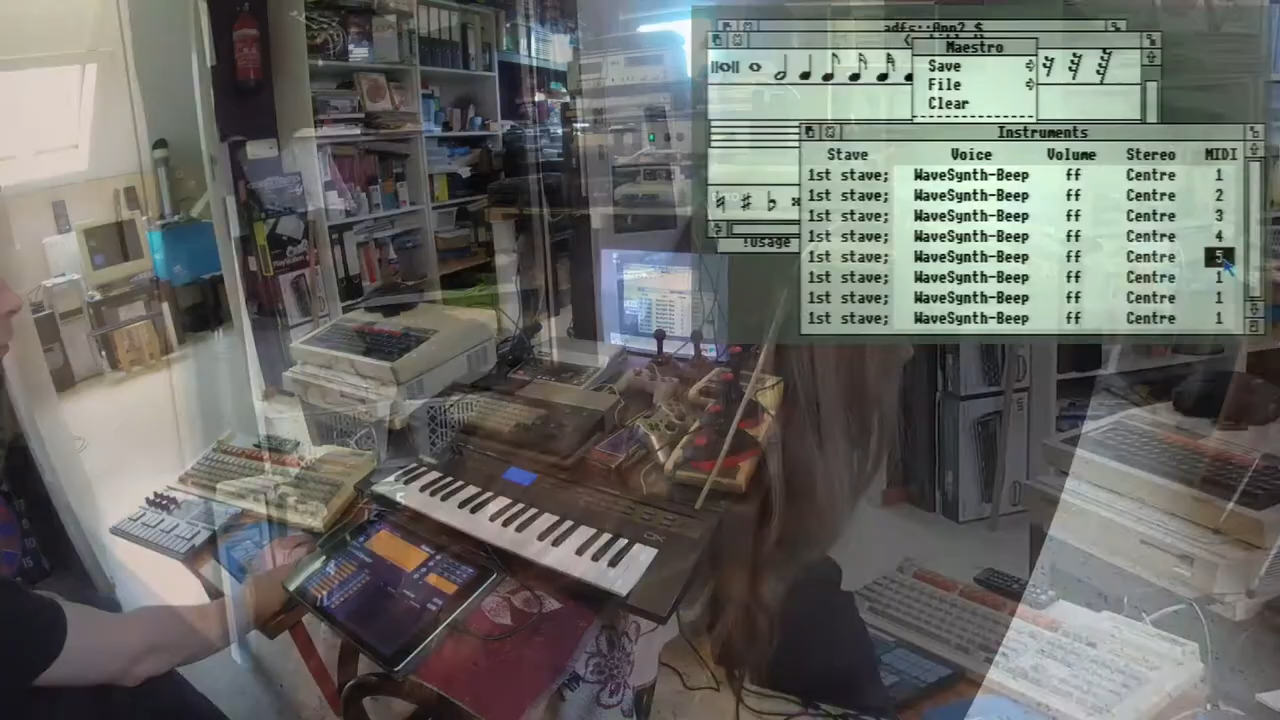 adfs::App2.$
Maestro
Save
File
Clear
Instruments
Stave Voice Volume Stereo MIDI
1st stave; WaveSynth-Beep ff Centre 1
1st stave; WaveSynth-Beep ff Centre 2
1st stave; WaveSynth-Beep ff Centre 3
1st stave; WaveSynth-Beep ff Centre 4
1st stave; WaveSynth-Beep ff Centre 5
1st stave; WaveSynth-Beep ff Centre 1
1st stave; WaveSynth-Beep ff Centre 1
1st stave; WaveSynth-Beep ff Centre 1
!Usage